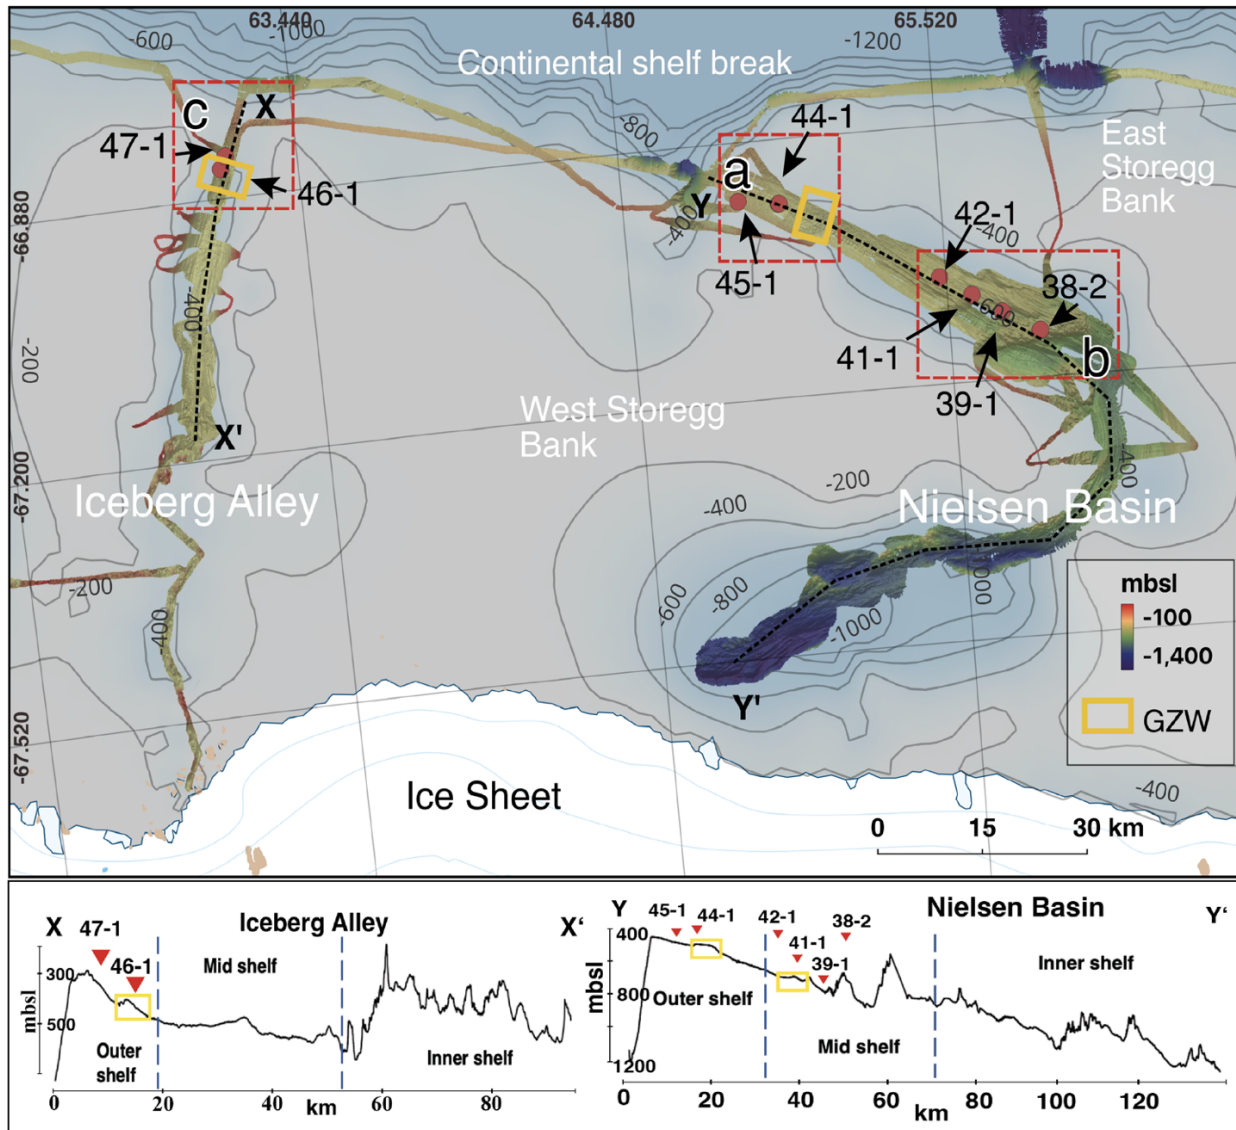 63.440
64.480
65.520
-600
-1000
-1200
Continental shelf break
-800
X
c
47-1
46-1
44-1
a
Y
-400
45-1
East
Storegg
Bank
42-1
-400
38-2
600
41-1
39-1
b
-66.880
-400
-200
West Storegg
Bank
X'
-67.200
Iceberg Alley
-200
-400
Nielsen Basin
-400
-200
-400
-600
-800
-1000
Y'
-67.520
Ice Sheet
mbsl
-100
-1,400
GZW
-400
0 15 30 km
X
Iceberg Alley
X‘
47-1
46-1
Mid shelf
300
500
mbsl
Outer
shelf
Inner shelf
0 20 40 60 80
km
Y
Nielsen Basin
Y‘
45-1
44-1
42-1
38-2
41-1
39-1
400
800
1200
mbsl
Outer shelf
Mid shelf
Inner shelf
0 20 40 60 80 100 120
km